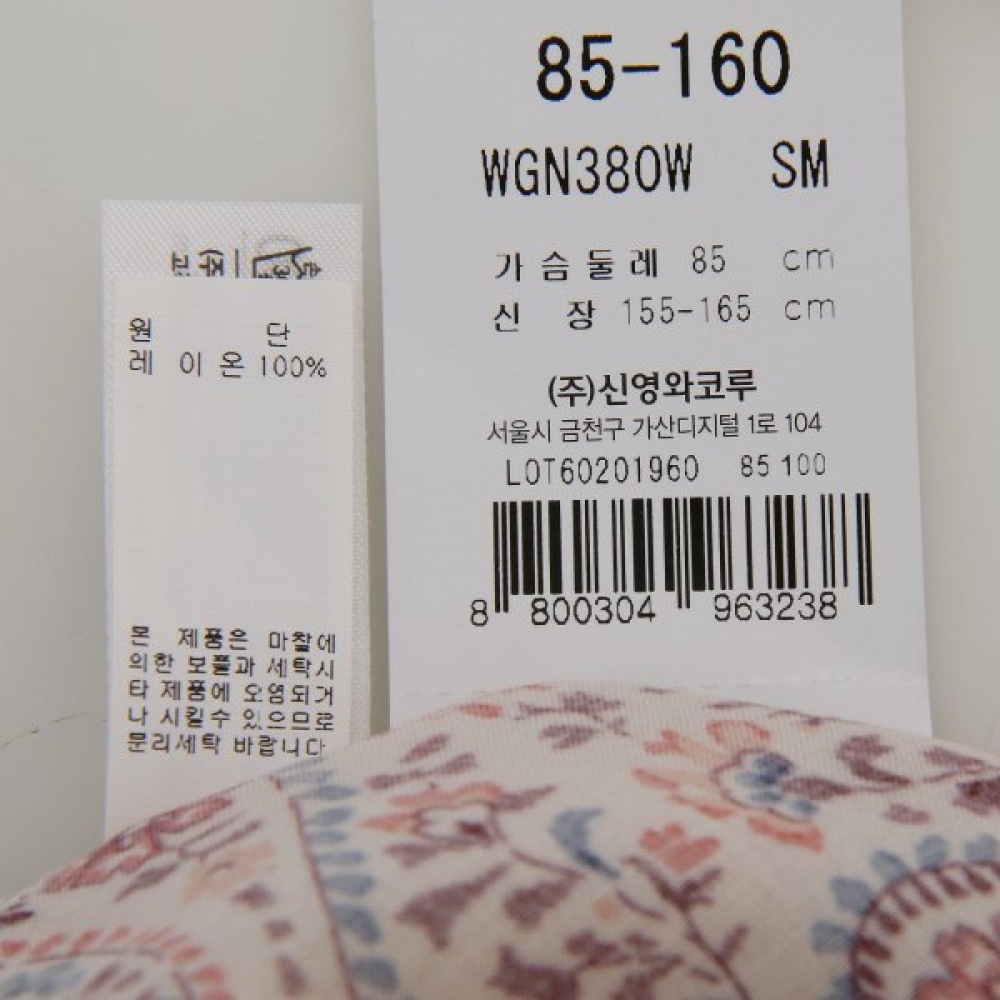 85-160
WGN380W SM
가슴둘레 85 cm
신 장 155-165 cm
(주)신영와코루
서울시 금천구 가산디지털 1로 104
LOT60201960 85 100
8 800304 963238
원 단
레 이 온 100%
본 제품은 마찰에
의한 보풀과 세탁시
타 제품에 오염되거
나 시킬수 있으므로
분리세탁 바랍니다